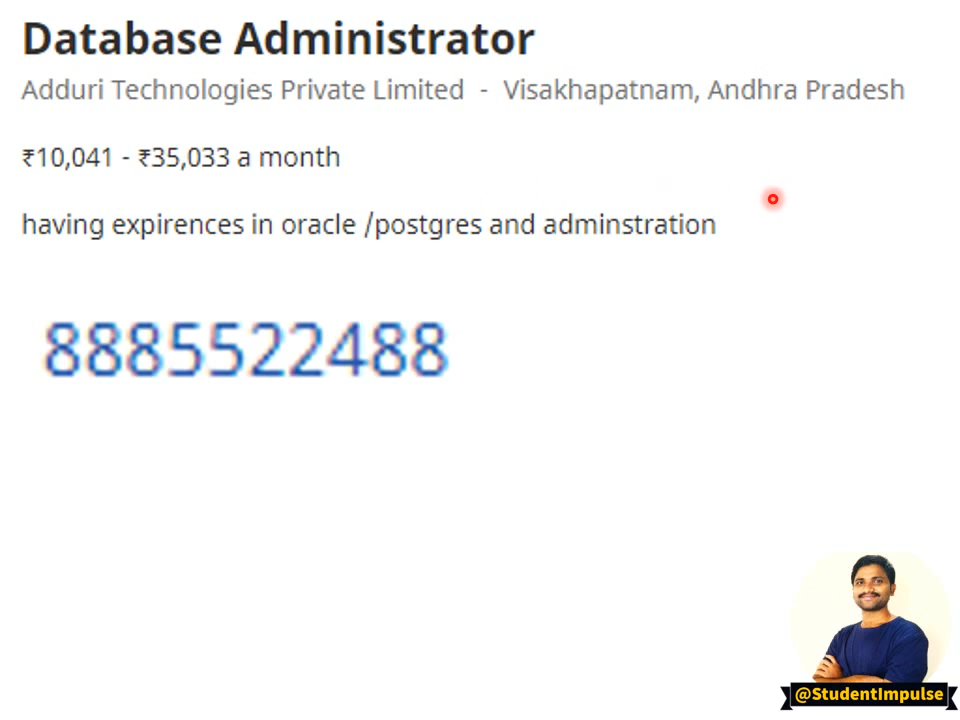 Database Administrator
Adduri Technologies Private Limited - Visakhapatnam, Andhra Pradesh
₹10,041 - ₹35,033 a month
having expirences in oracle /postgres and adminstration
8885522488
@StudentImpulse